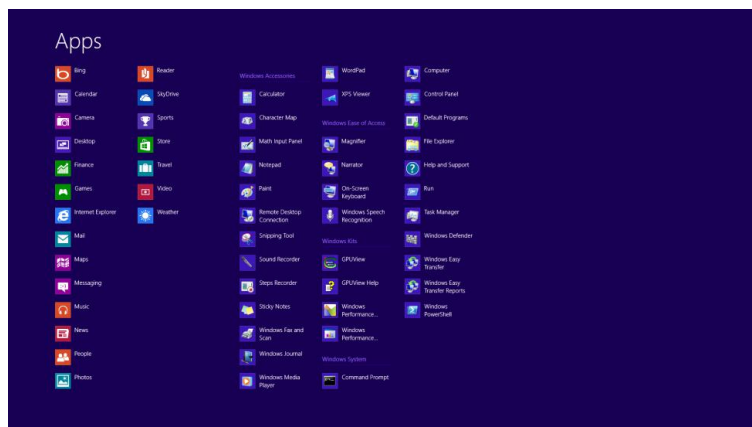 Apps
Bing
Calendar
Camera
Desktop
Finance
Games
Internet Explorer
Mail
Maps
Messaging
Music
News
People
Photos
Reader
SkyDrive
Sports
Store
Travel
Video
Weather
Windows Accessories
Calculator
Character Map
Math Input Panel
Notepad
Paint
Remote Desktop
Connection
Snipping Tool
Sound Recorder
Steps Recorder
Sticky Notes
Windows Fax and
Scan
Windows Journal
Windows Media
Player
WordPad
XPS Viewer
Windows Ease of Access
Magnifier
Narrator
On-Screen
Keyboard
Windows Speech
Recognition
Windows Kits
GPUView
GPUView Help
Windows
Performance...
Windows
Performance...
Windows System
Command Prompt
Computer
Control Panel
Default Programs
File Explorer
Help and Support
Run
Task Manager
Windows Defender
Windows Easy
Transfer
Windows Easy
Transfer Reports
Windows
PowerShell